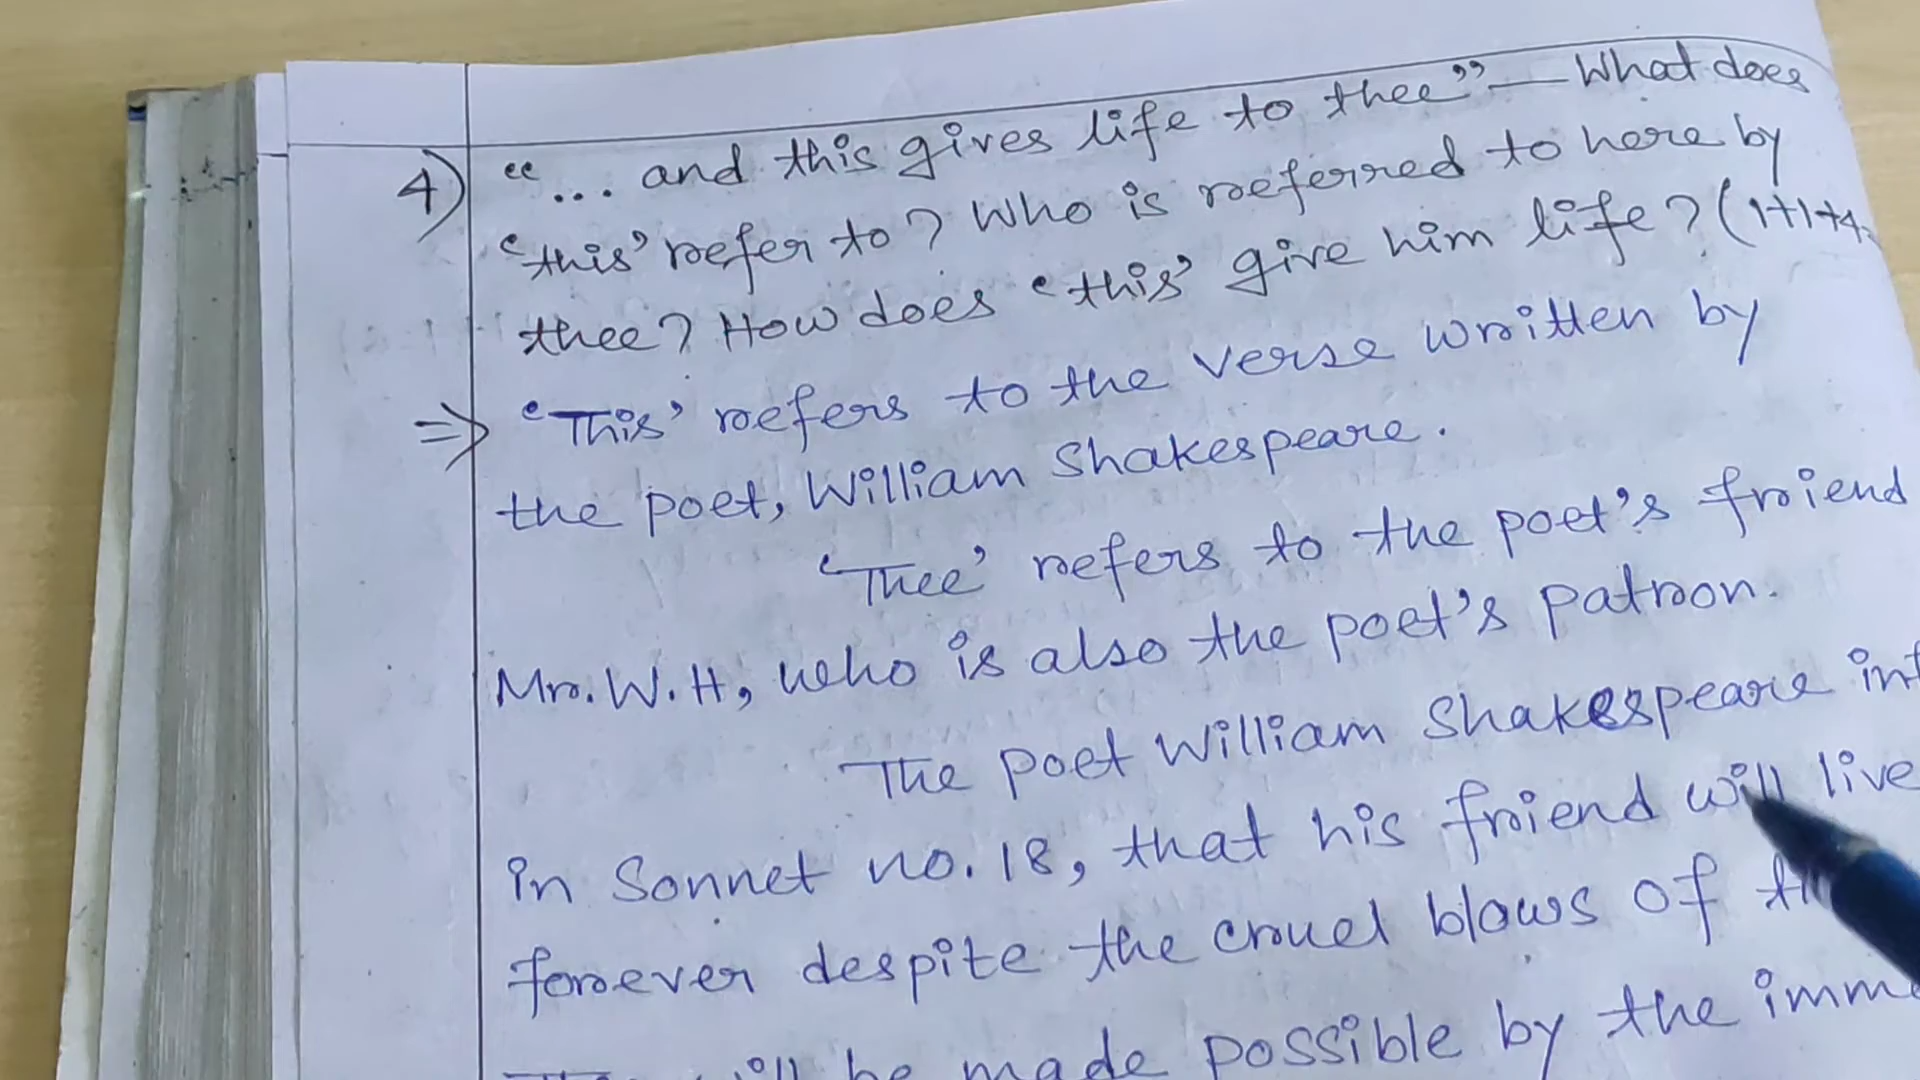 4) "... and this gives life to thee" — What does
'this' refer to? Who is referred to here by
thee? How does 'this' give him life? (1+1+4
⇒ 'This' refers to the verse written by
the poet, William Shakespeare.
'Thee' refers to the poet's friend
Mr. W. H, who is also the poet's patron.
The poet William Shakespeare
in Sonnet no. 18, that his friend will live
forever despite the cruel blows of
will be made possible by the